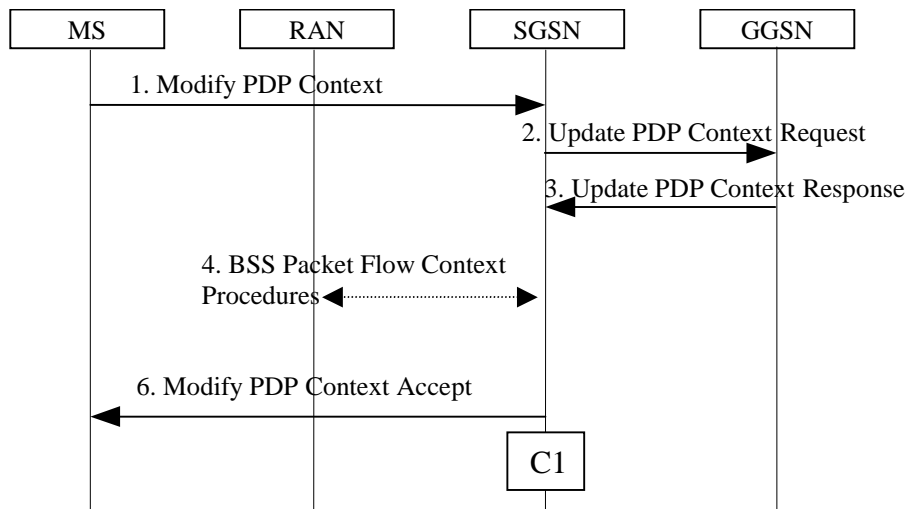 MS
RAN
SGSN
GGSN
1. Modify PDP Context
2. Update PDP Context Request
3. Update PDP Context Response
4. BSS Packet Flow Context
Procedures
6. Modify PDP Context Accept
C1